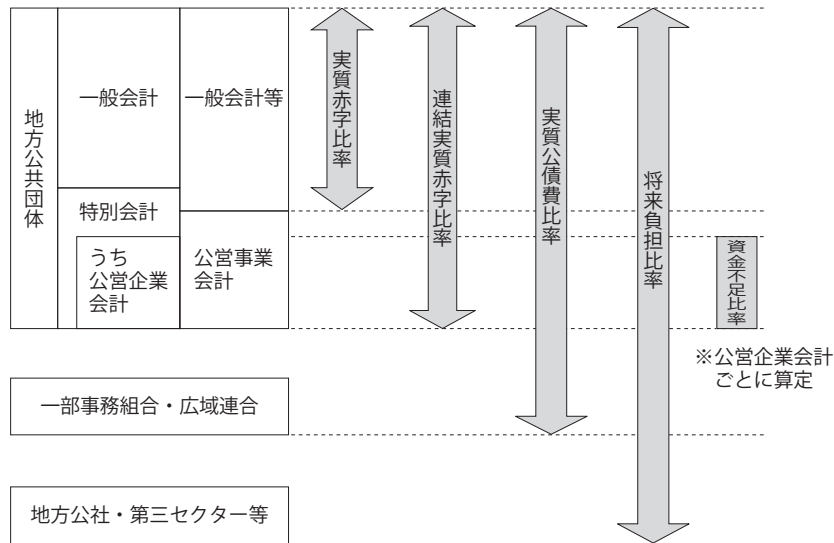 地方公共団体
一般会計
一般会計等
特別会計
うち
公営企業
会計
公営事業
会計
実質赤字比率
連結実質赤字比率
実質公債費比率
将来負担比率
資金不足比率
※公営企業会計
ごとに算定
一部事務組合・広域連合
地方公社・第三セクター等